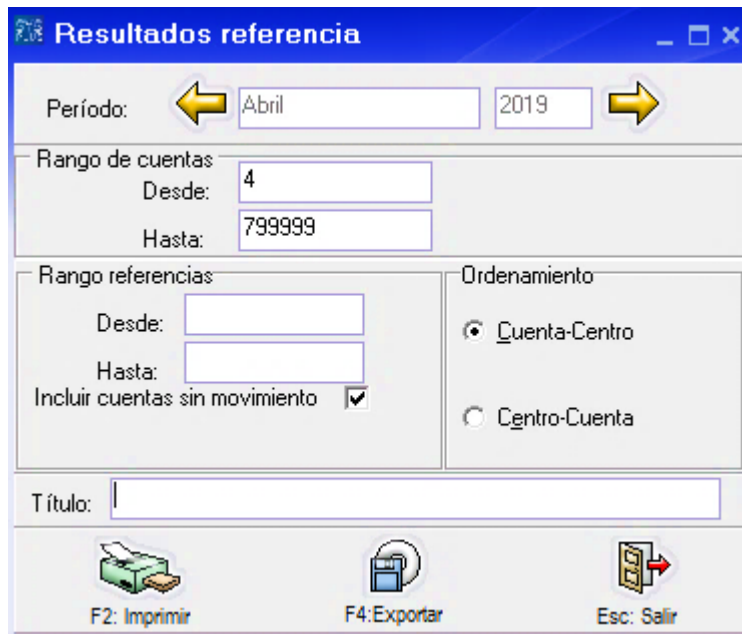 Resultados referencia
Período: Abril 2019
Rango de cuentas
Desde: 4
Hasta: 799999
Rango referencias
Desde:
Hasta:
Incluir cuentas sin movimiento
Ordenamiento
Cuenta-Centro
Centro-Cuenta
Título:
F2: Imprimir
F4:Exportar
Esc: Salir